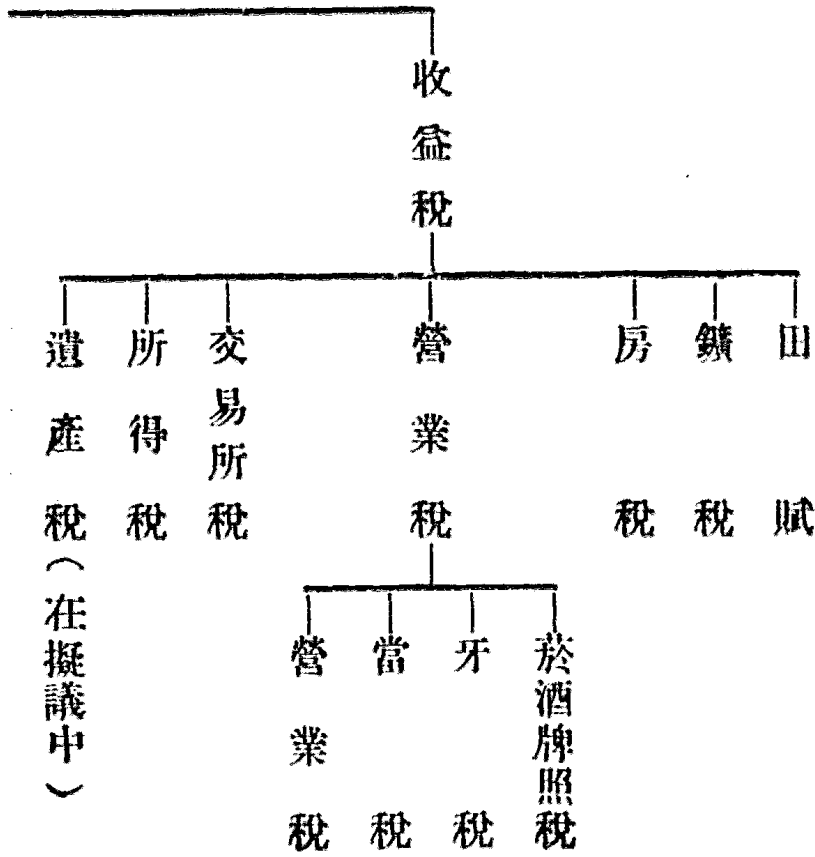 收益稅
田賦
鑛稅
房稅
營業稅
菸酒牌照稅
牙稅
當稅
營業稅
交易所稅
所得稅
遺產稅(在擬議中)